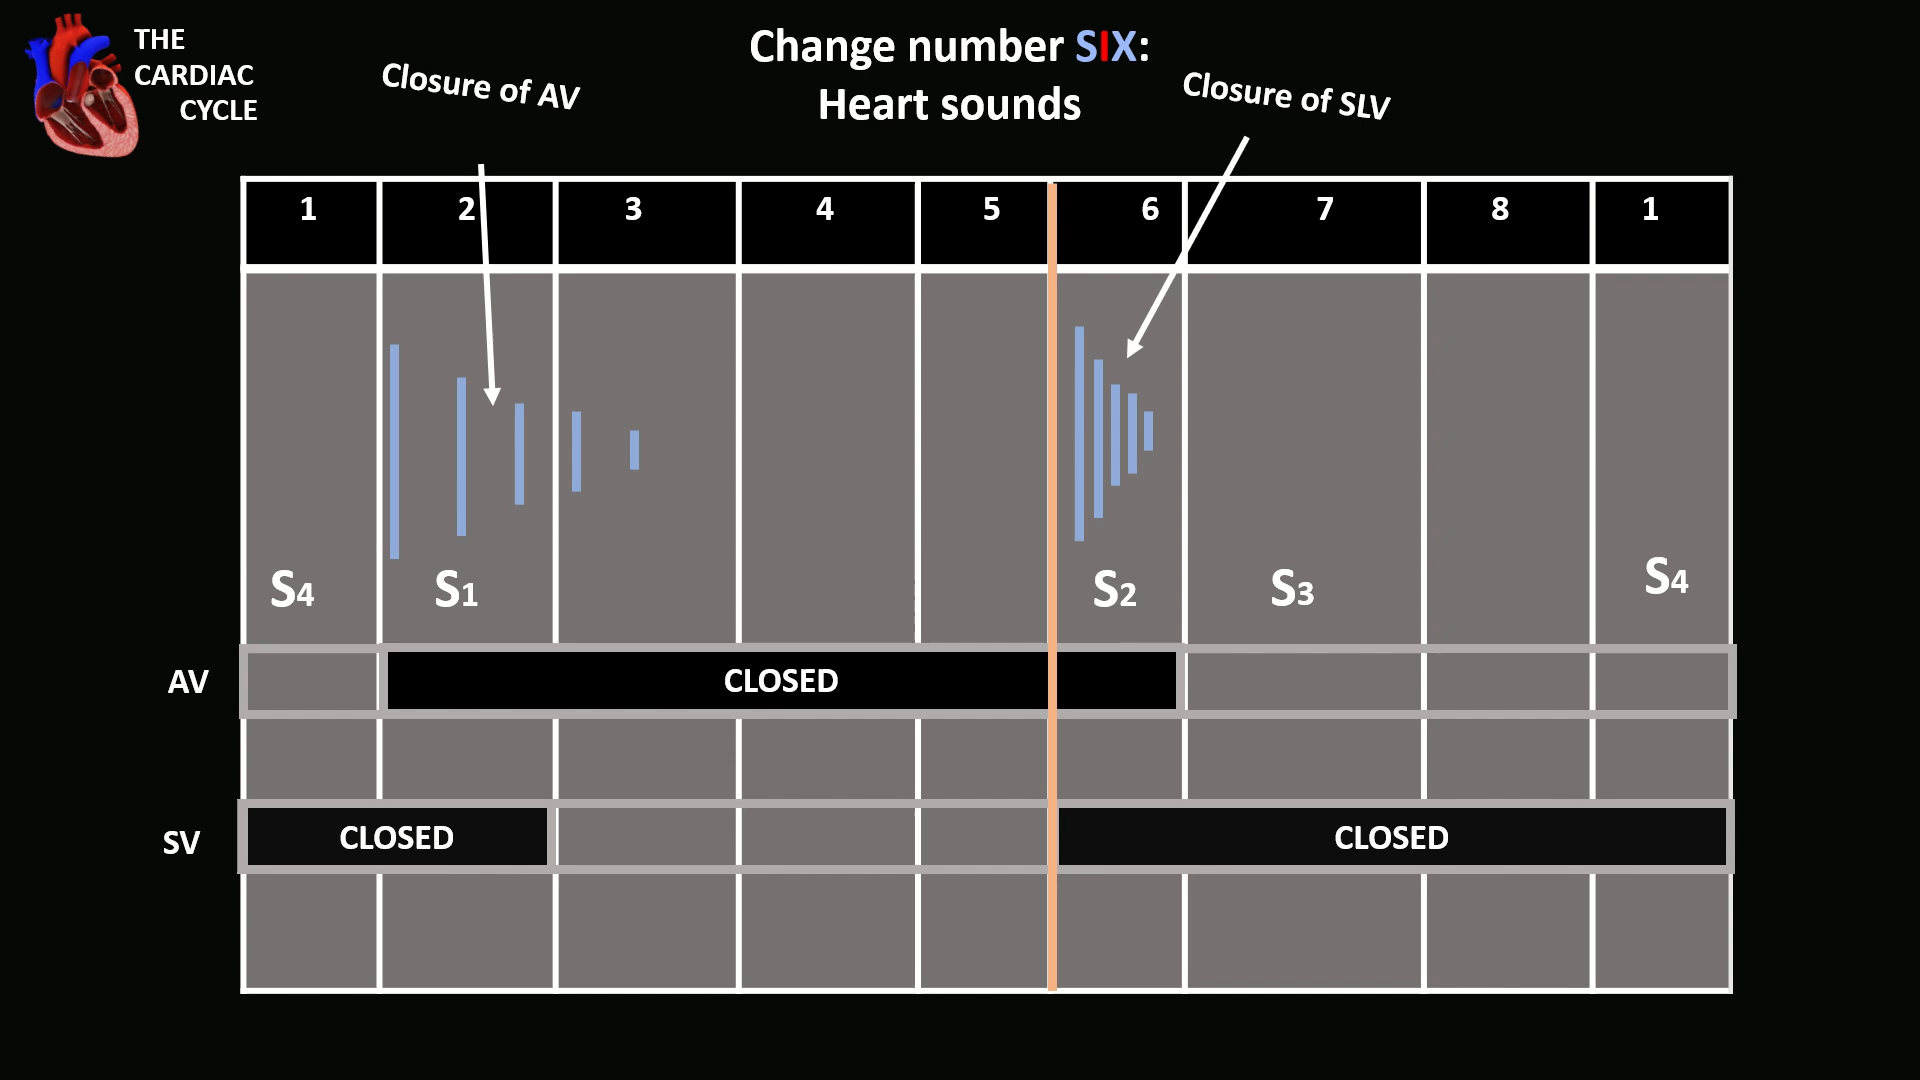 THE
CARDIAC
CYCLE
Change number SIX:
Heart sounds
Closure of AV
Closure of SLV
1 2 3 4 5 6 7 8 1
S4 S1 S2 S3 S4
AV CLOSED
SV CLOSED CLOSED